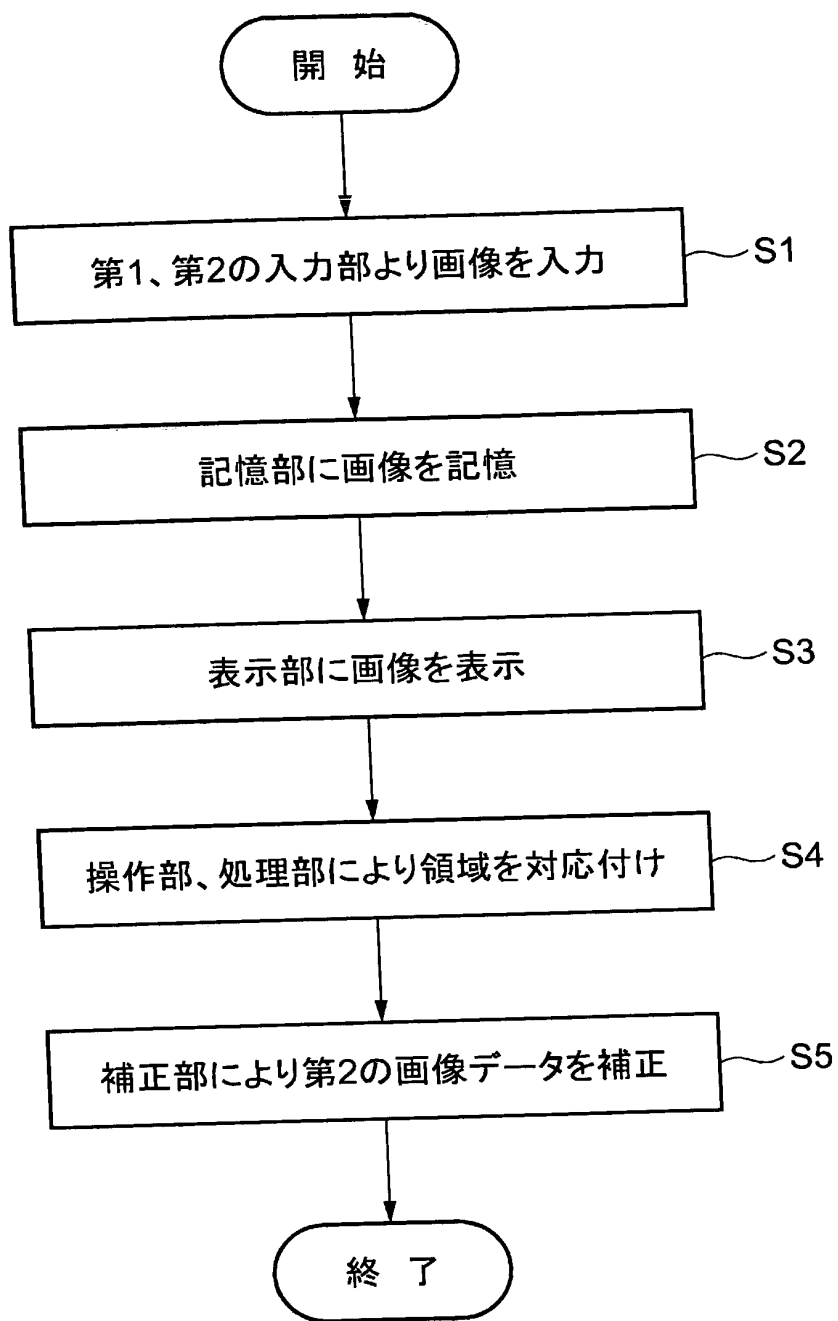 開 始
第1、第2の入力部より画像を入力
S1
記憶部に画像を記憶
S2
表示部に画像を表示
S3
操作部、処理部により領域を対応付け
S4
補正部により第2の画像データを補正
S5
終 了